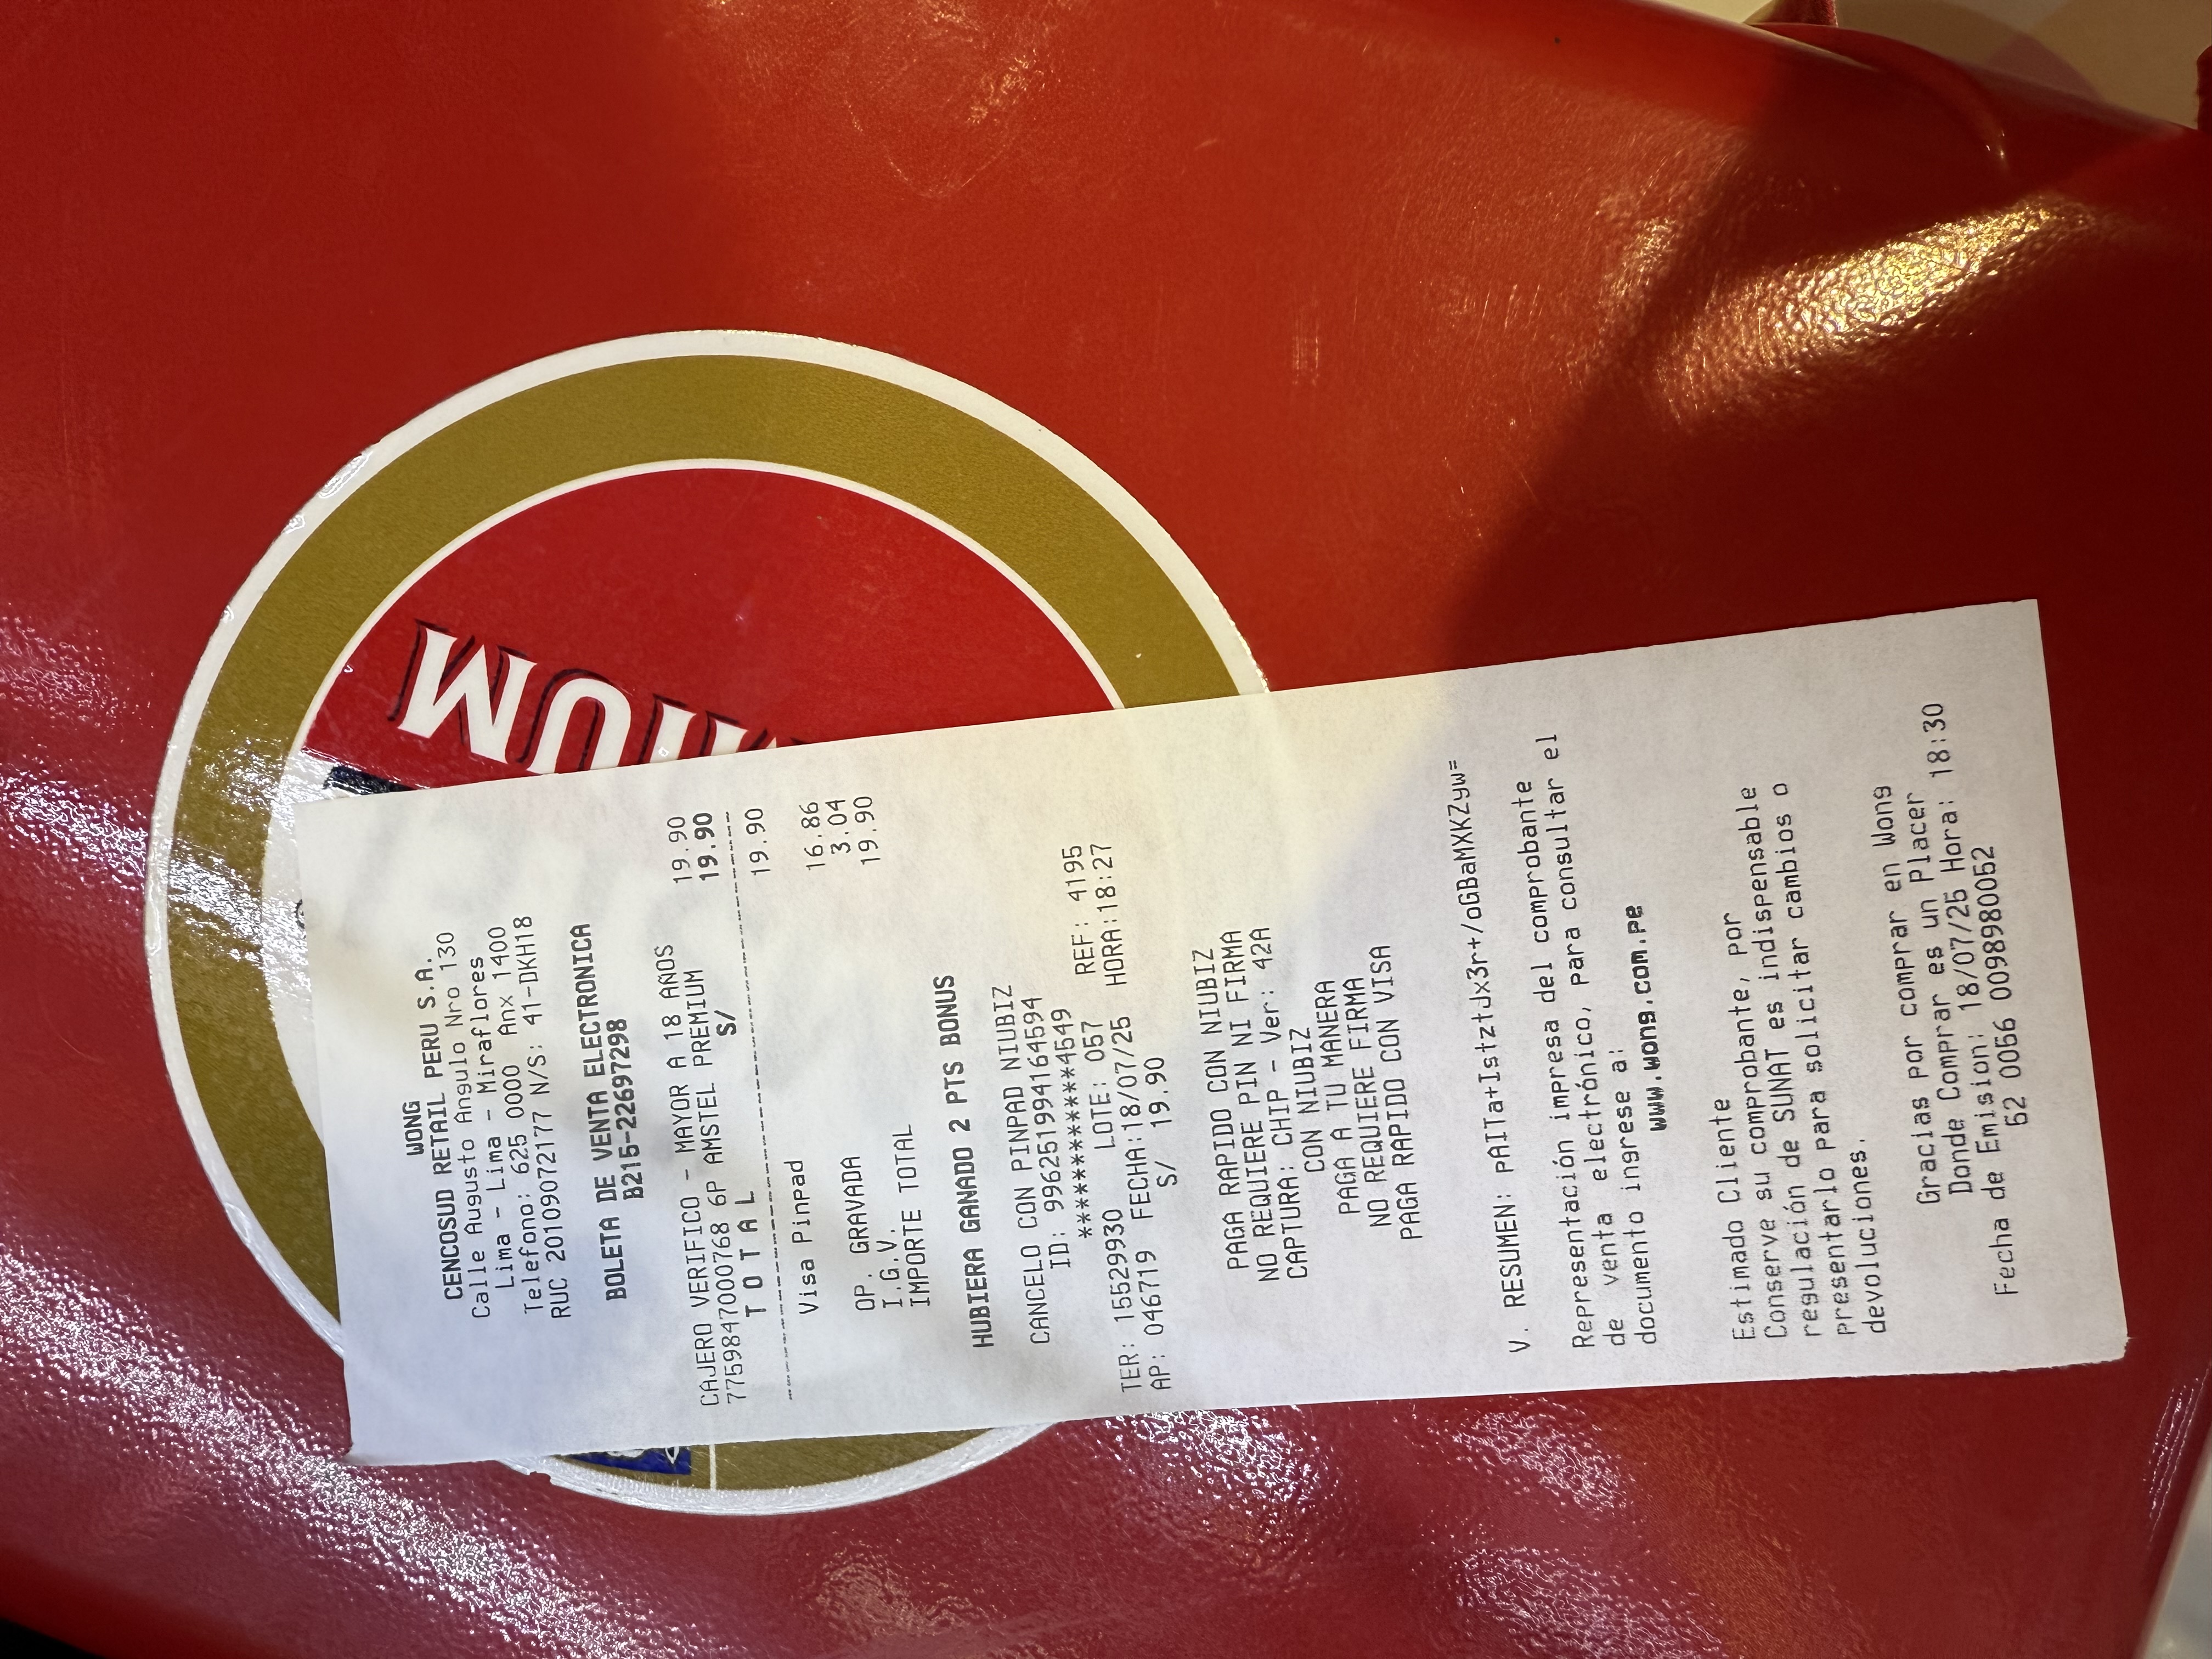 WONG
CENCOSUD RETAIL PERU S.A.
Calle Augusto Angulo Nro 130
Lima - Lima - Miraflores
Telefono: 625 0000 Anx 1400
RUC 20109072177 N/S: 41-DKH18
BOLETA DE VENTA ELECTRONICA
B215-22697298
CAJERO VERIFICO - MAYOR A 18 AÑOS
7759847000768 6P AMSTEL PREMIUM 19.90
T O T A L S/ 19.90
Visa Pinpad 19.90
OP. GRAVADA 16.86
I.G.V. 3.04
IMPORTE TOTAL 19.90
HUBIERA GANADO 2 PTS BONUS
CANCELO CON PINPAD NIUBIZ
ID: 996251994164594
************4549
TER: 15529930 LOTE: 057 REF: 4195
AP: 046719 FECHA:18/07/25 HORA:18:27
S/ 19.90
PAGA RAPIDO CON NIUBIZ
NO REQUIERE PIN NI FIRMA
CAPTURA: CHIP - Ver: 42A
CON NIUBIZ
PAGA A TU MANERA
NO REQUIERE FIRMA
PAGA RAPIDO CON VISA
V. RESUMEN: pAITa+IstztJx3r+/oGBaMXKZyw=
Representación impresa del comprobante
de venta electrónico, para consultar el
documento ingrese a:
www.wong.com.pe
Estimado Cliente
Conserve su comprobante, por
regulación de SUNAT es indispensable
presentarlo para solicitar cambios o
devoluciones.
Gracias por comprar en Wong
Donde Comprar es un Placer
Fecha de Emision: 18/07/25 Hora: 18:30
52 0056 0098980052